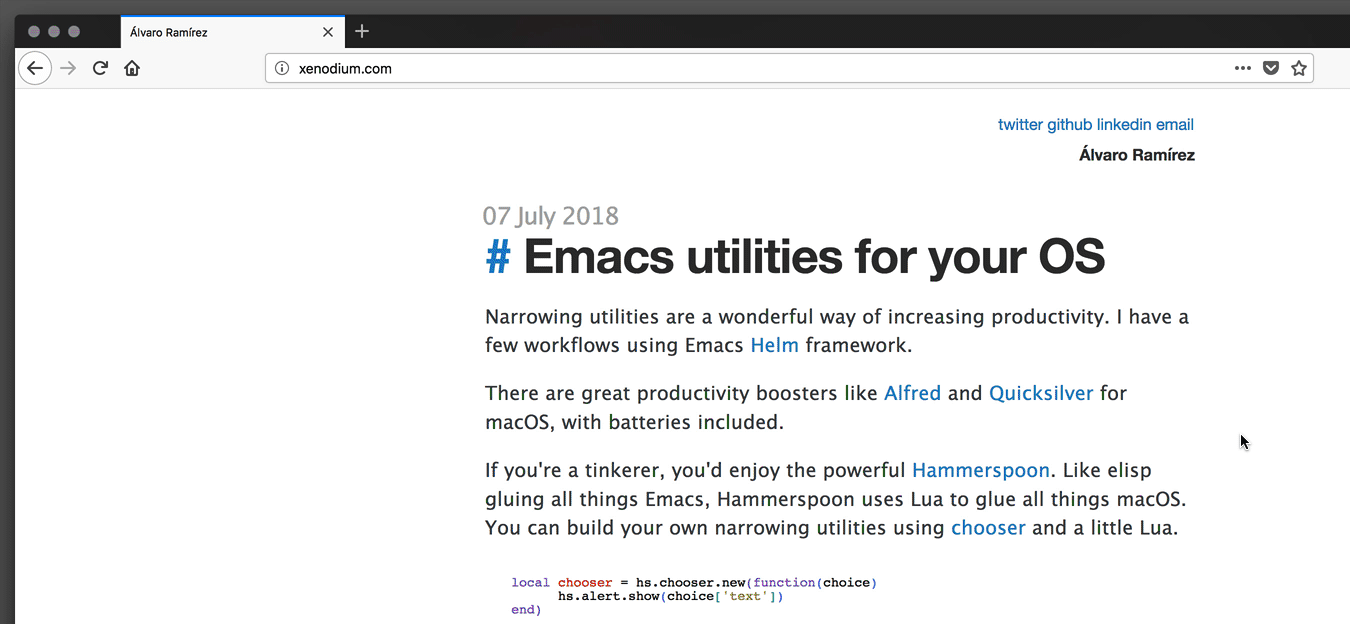 Álvaro Ramírez
xenodium.com
twitter github linkedin email
Álvaro Ramírez
07 July 2018
# Emacs utilities for your OS
Narrowing utilities are a wonderful way of increasing productivity. I have a
few workflows using Emacs Helm framework.
There are great productivity boosters like Alfred and Quicksilver for
macOS, with batteries included.
If you're a tinkerer, you'd enjoy the powerful Hammerspoon. Like elisp
gluing all things Emacs, Hammerspoon uses Lua to glue all things macOS.
You can build your own narrowing utilities using chooser and a little Lua.
local chooser = hs.chooser.new(function(choice)
      hs.alert.show(choice['text'])
end)